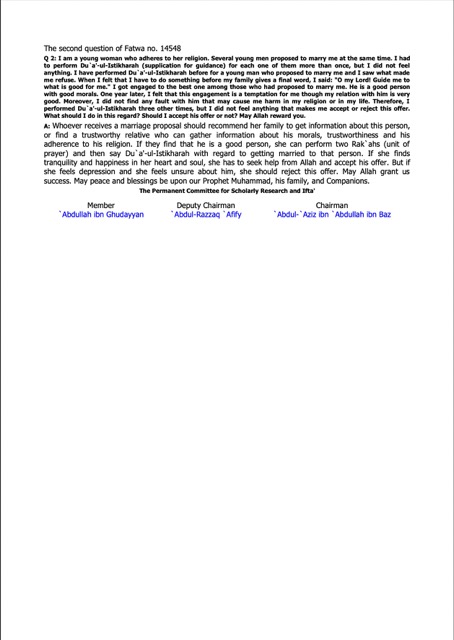 The second question of Fatwa no. 14548
Q 2: I am a young woman who adheres to her religion. Several young men proposed to marry me at the same time. I had
to perform Du`a'-ul-Istikharah (supplication for guidance) for each one of them more than once, but I did not feel
anything. I have performed Du`a'-ul-Istikharah before for a young man who proposed to marry me and I saw what made
me refuse. When I felt that I have to do something before my family gives a final word, I said: "O my Lord! Guide me to
what is good for me." I got engaged to the best one among those who had proposed to marry me. He is a good person
with good morals. One year later, I felt that this engagement is a temptation for me though my relation with him is very
good. Moreover, I did not find any fault with him that may cause me harm in my religion or in my life. Therefore, I
performed Du`a'-ul-Istikharah three other times, but I did not feel anything that makes me accept or reject this offer.
What should I do in this regard? Should I accept his offer or not? May Allah reward you.
A: Whoever receives a marriage proposal should recommend her family to get information about this person,
or find a trustworthy relative who can gather information about his morals, trustworthiness and his
adherence to his religion. If they find that he is a good person, she can perform two Rak`ahs (unit of
prayer) and then say Du`a'-ul-Istikharah with regard to getting married to that person. If she finds
tranquility and happiness in her heart and soul, she has to seek help from Allah and accept his offer. But if
she feels depression and she feels unsure about him, she should reject this offer. May Allah grant us
success. May peace and blessings be upon our Prophet Muhammad, his family, and Companions.
The Permanent Committee for Scholarly Research and Ifta'
Member Deputy Chairman Chairman
`Abdullah ibn Ghudayyan `Abdul-Razzaq `Afify `Abdul-`Aziz ibn `Abdullah ibn Baz